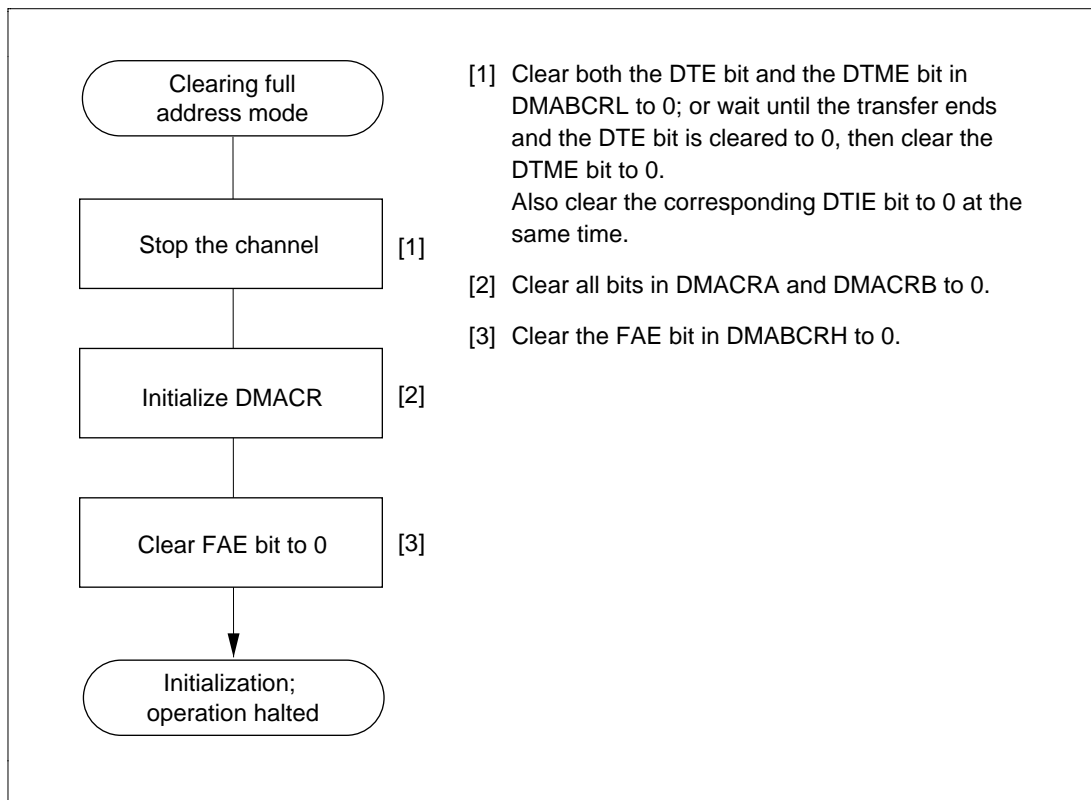 Clearing full
address mode
Stop the channel
[1]
Initialize DMACR
[2]
Clear FAE bit to 0
[3]
Initialization;
operation halted
[1] Clear both the DTE bit and the DTME bit in
DMABCRL to 0; or wait until the transfer ends
and the DTE bit is cleared to 0, then clear the
DTME bit to 0.
Also clear the corresponding DTIE bit to 0 at the
same time.
[2] Clear all bits in DMACRA and DMACRB to 0.
[3] Clear the FAE bit in DMABCRH to 0.